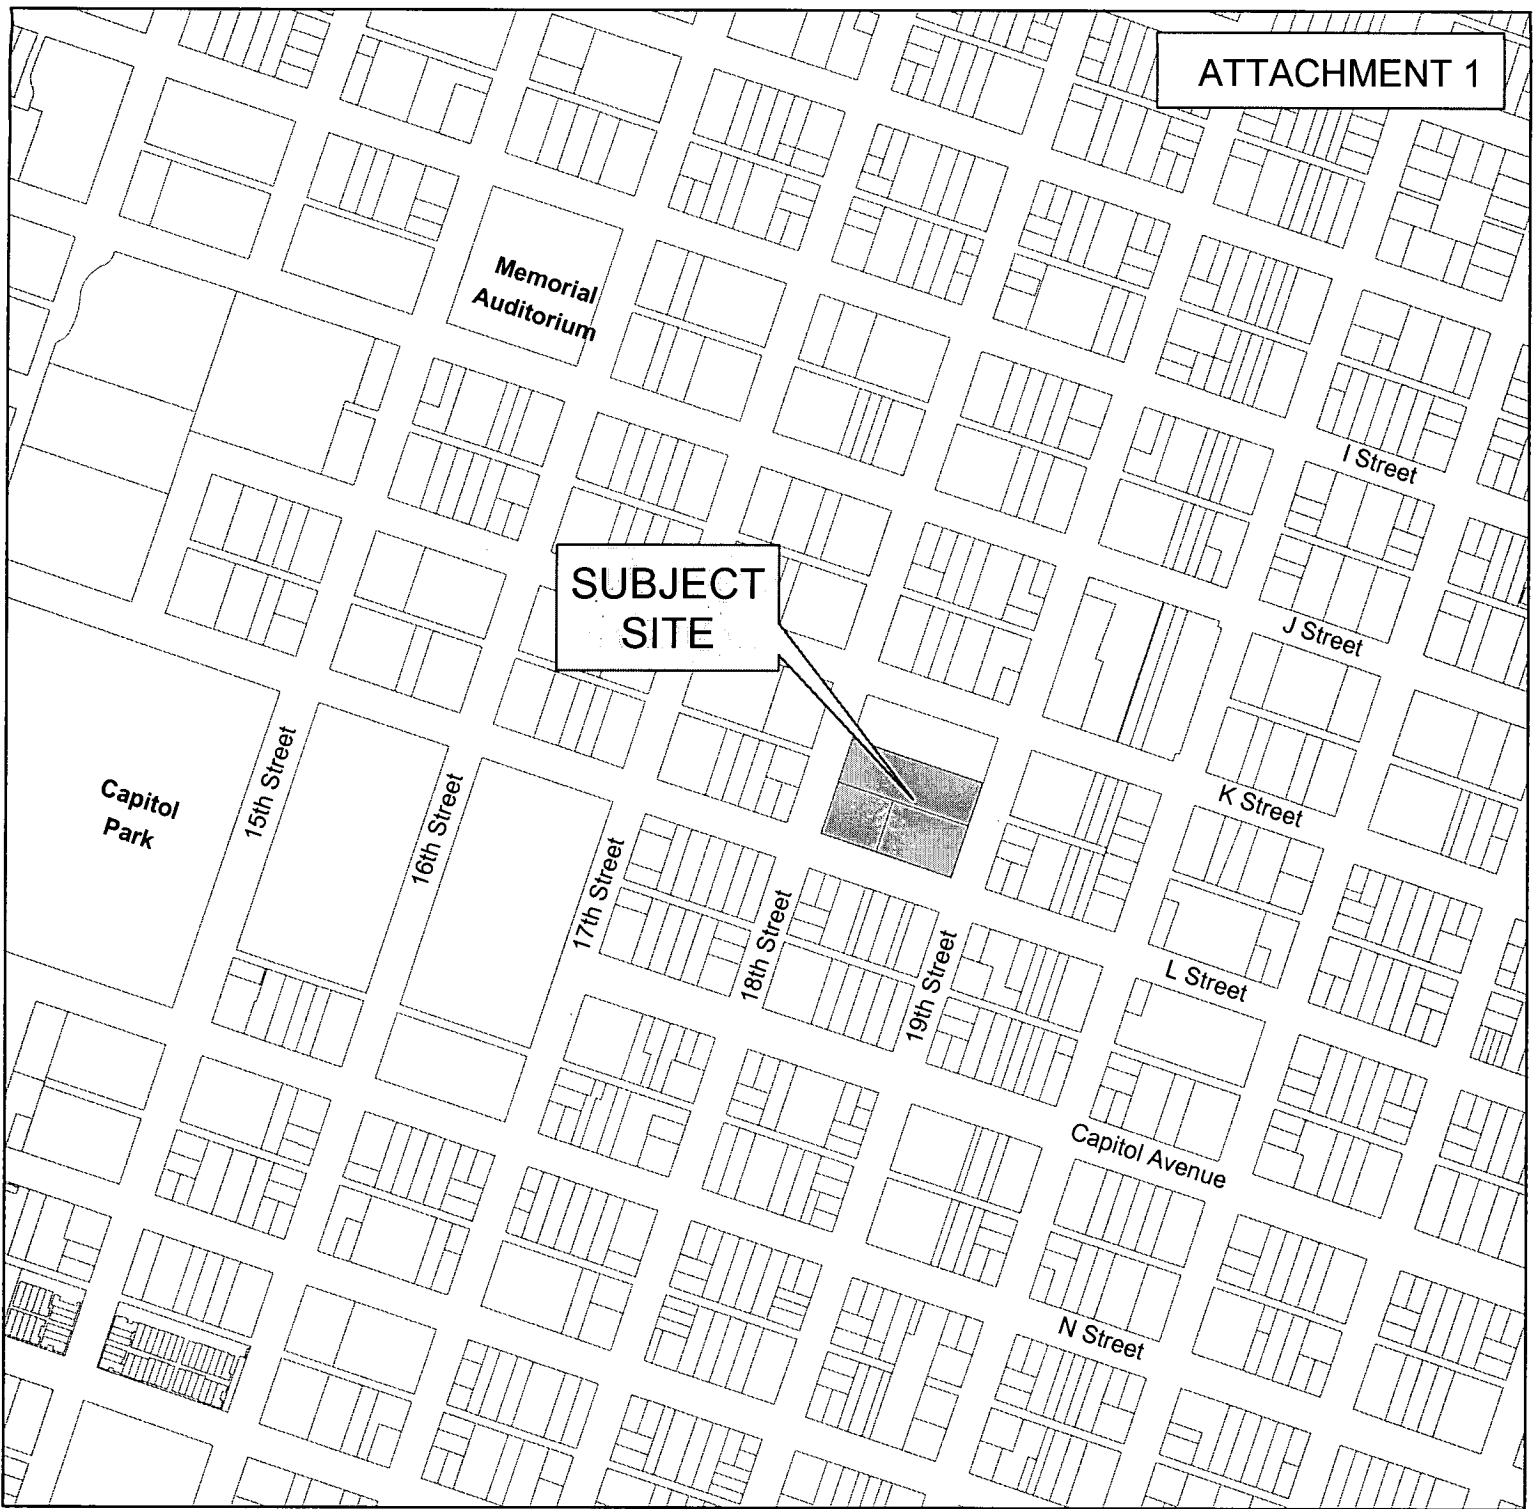 ATTACHMENT 1
Memorial
Auditorium
I Street
SUBJECT
SITE
J Street
Capitol
Park
15th Street
16th Street
17th Street
18th Street
19th Street
K Street
L Street
Capitol Avenue
N Street